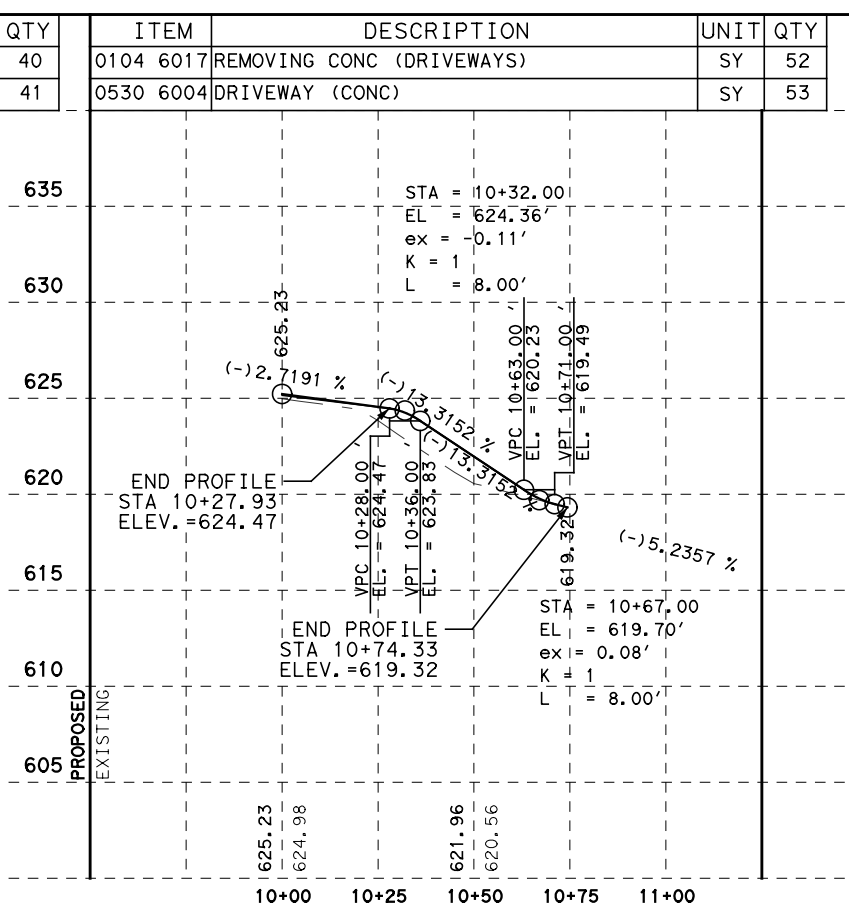 QTY ITEM DESCRIPTION UNIT QTY
40 0104 6017 REMOVING CONC (DRIVEWAYS) SY 52
41 0530 6004 DRIVEWAY (CONC) SY 53
635
630
625
620
615
610
605
STA = 10+32.00
EL = 624.36'
ex = -0.11'
K = 1
L = 8.00'
625.23
(-)2.7191 %
(-)13.3152 %
(-)13.3152 %
VPC 10+63.00 '
EL. = 620.23
VPT 10+71.00 '
EL. = 619.49
END PROFILE
STA 10+27.93
ELEV.=624.47
VPC 10+28.00 '
EL. = 624.47
VPT 10+36.00 '
EL. = 623.83
619.32
(-)5.2357 %
END PROFILE
STA 10+74.33
ELEV.=619.32
STA = 10+67.00
EL = 619.70'
ex = 0.08'
K = 1
L = 8.00'
PROPOSED
EXISTING
625.23
624.98
621.96
620.56
10+00 10+25 10+50 10+75 11+00